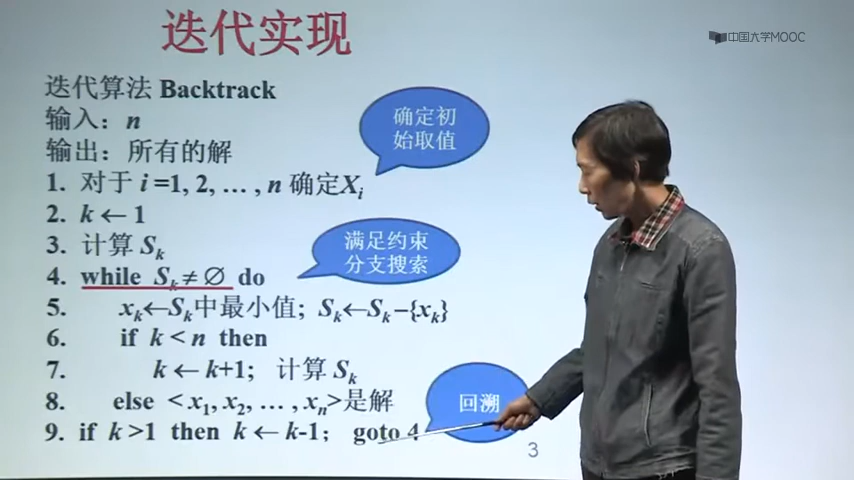 迭代实现
中国大学MOOC
迭代算法 Backtrack
输入：n
输出：所有的解
确定初
始取值
1. 对于 i =1, 2, … , n 确定Xi
2. k ← 1
3. 计算 Sk
满足约束
分支搜索
4. while Sk ≠ ∅ do
5. xk←Sk中最小值；Sk←Sk−{xk}
6. if k < n then
7. k ← k+1； 计算 Sk
8. else < x1, x2, … , xn>是解
回溯
9. if k >1 then k ← k-1； goto 4
3